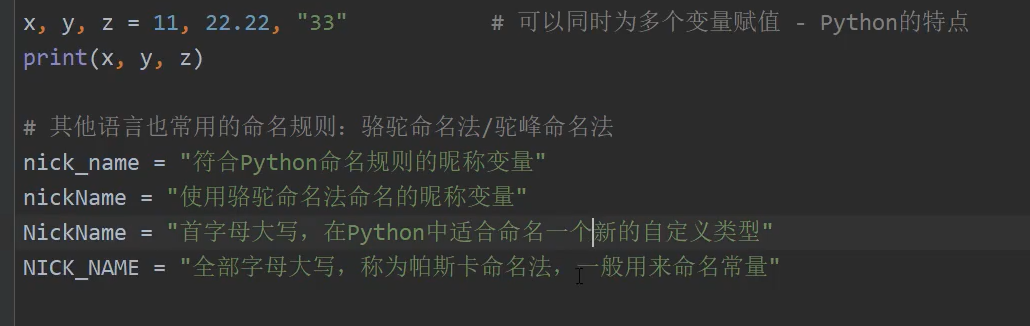 x, y, z = 11, 22.22, "33"          # 可以同时为多个变量赋值 - Python的特点
print(x, y, z)
# 其他语言也常用的命名规则：骆驼命名法/驼峰命名法
nick_name = "符合Python命名规则的昵称变量"
nickName = "使用骆驼命名法命名的昵称变量"
NickName = "首字母大写，在Python中适合命名一个新的自定义类型"
NICK_NAME = "全部字母大写，称为帕斯卡命名法，一般用来命名常量"